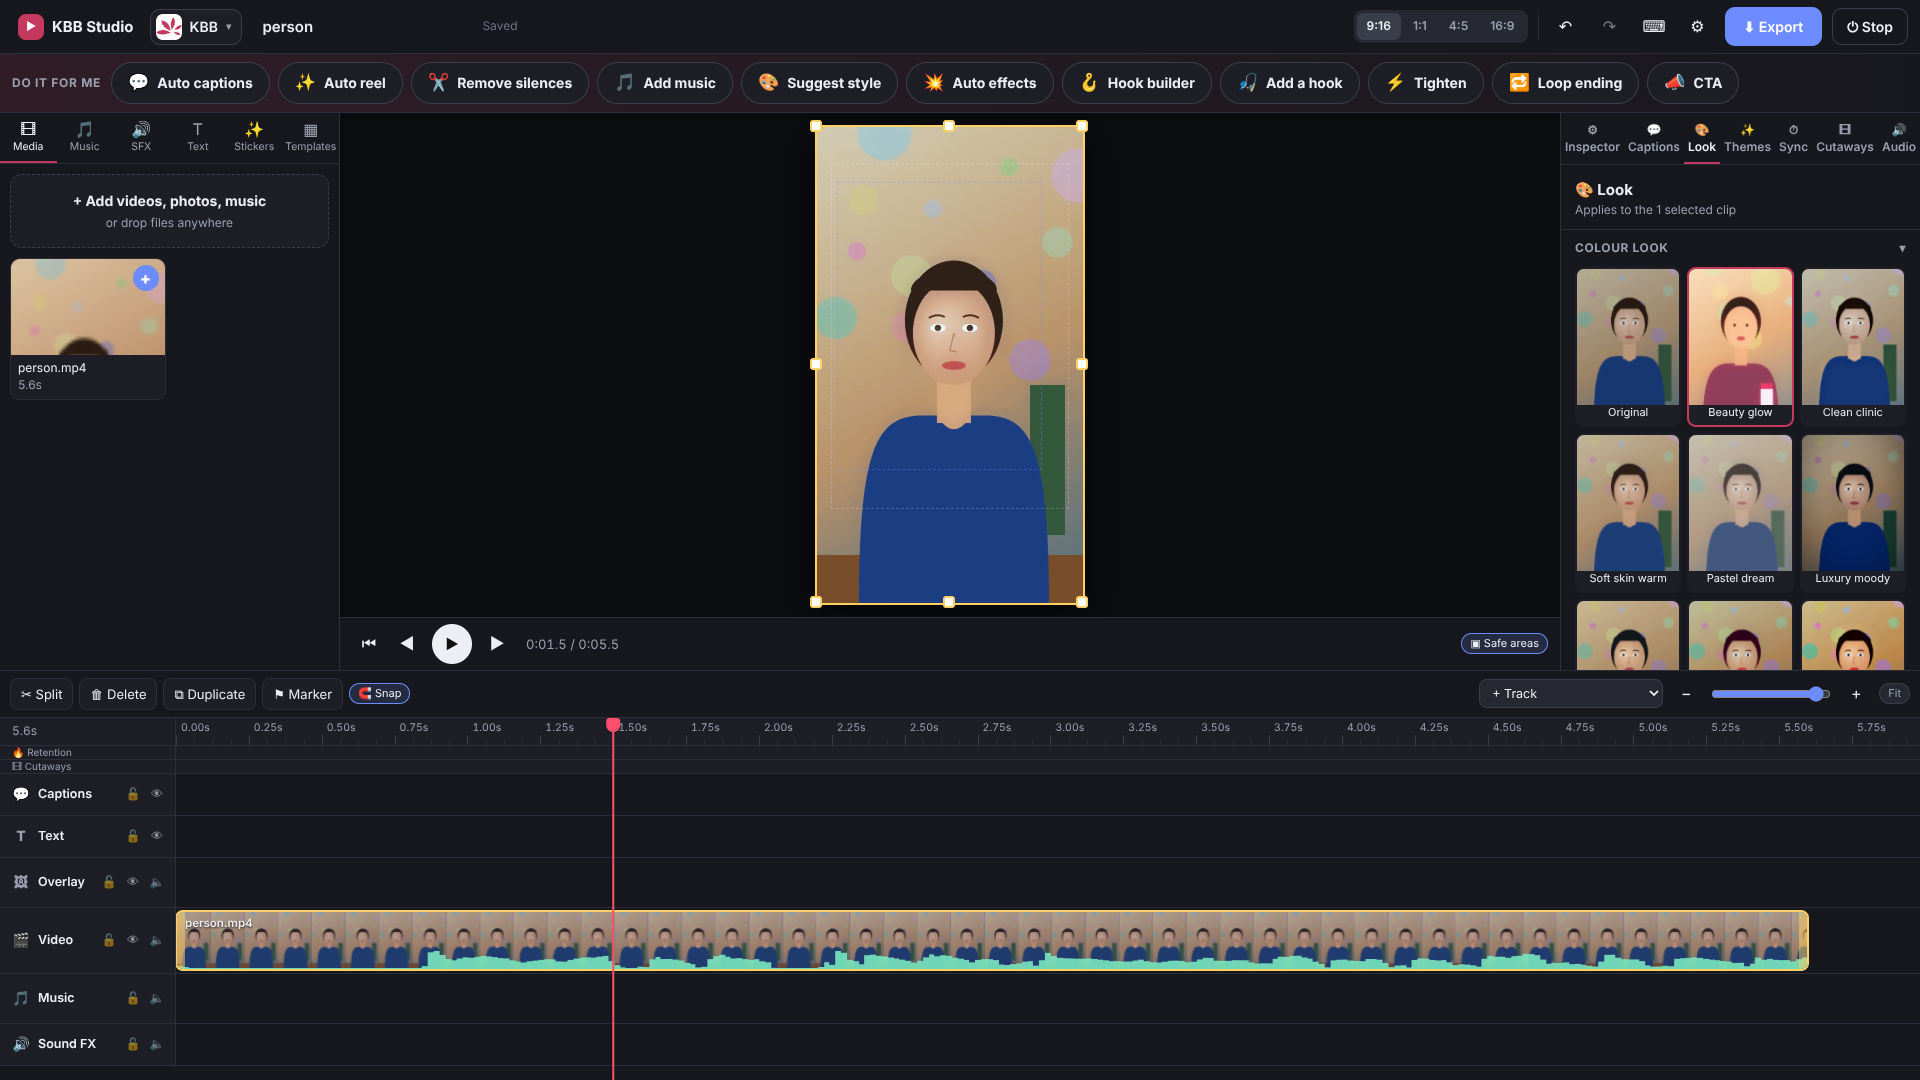 KBB Studio
KBB
person
Saved
9:16
1:1
4:5
16:9
Export
Stop
DO IT FOR ME
Auto captions
Auto reel
Remove silences
Add music
Suggest style
Auto effects
Hook builder
Add a hook
Tighten
Loop ending
CTA
Media
Music
SFX
Text
Stickers
Templates
+ Add videos, photos, music
or drop files anywhere
person.mp4
5.6s
0:01.5 / 0:05.5
Safe areas
Inspector
Captions
Look
Themes
Sync
Cutaways
Audio
Look
Applies to the 1 selected clip
COLOUR LOOK
Original
Beauty glow
Clean clinic
Soft skin warm
Pastel dream
Luxury moody
Split
Delete
Duplicate
Marker
Snap
+ Track
Fit
5.6s
0.00s
0.25s
0.50s
0.75s
1.00s
1.25s
1.50s
1.75s
2.00s
2.25s
2.50s
2.75s
3.00s
3.25s
3.50s
3.75s
4.00s
4.25s
4.50s
4.75s
5.00s
5.25s
5.50s
5.75s
Retention
Cutaways
Captions
Text
Overlay
Video
person.mp4
Music
Sound FX